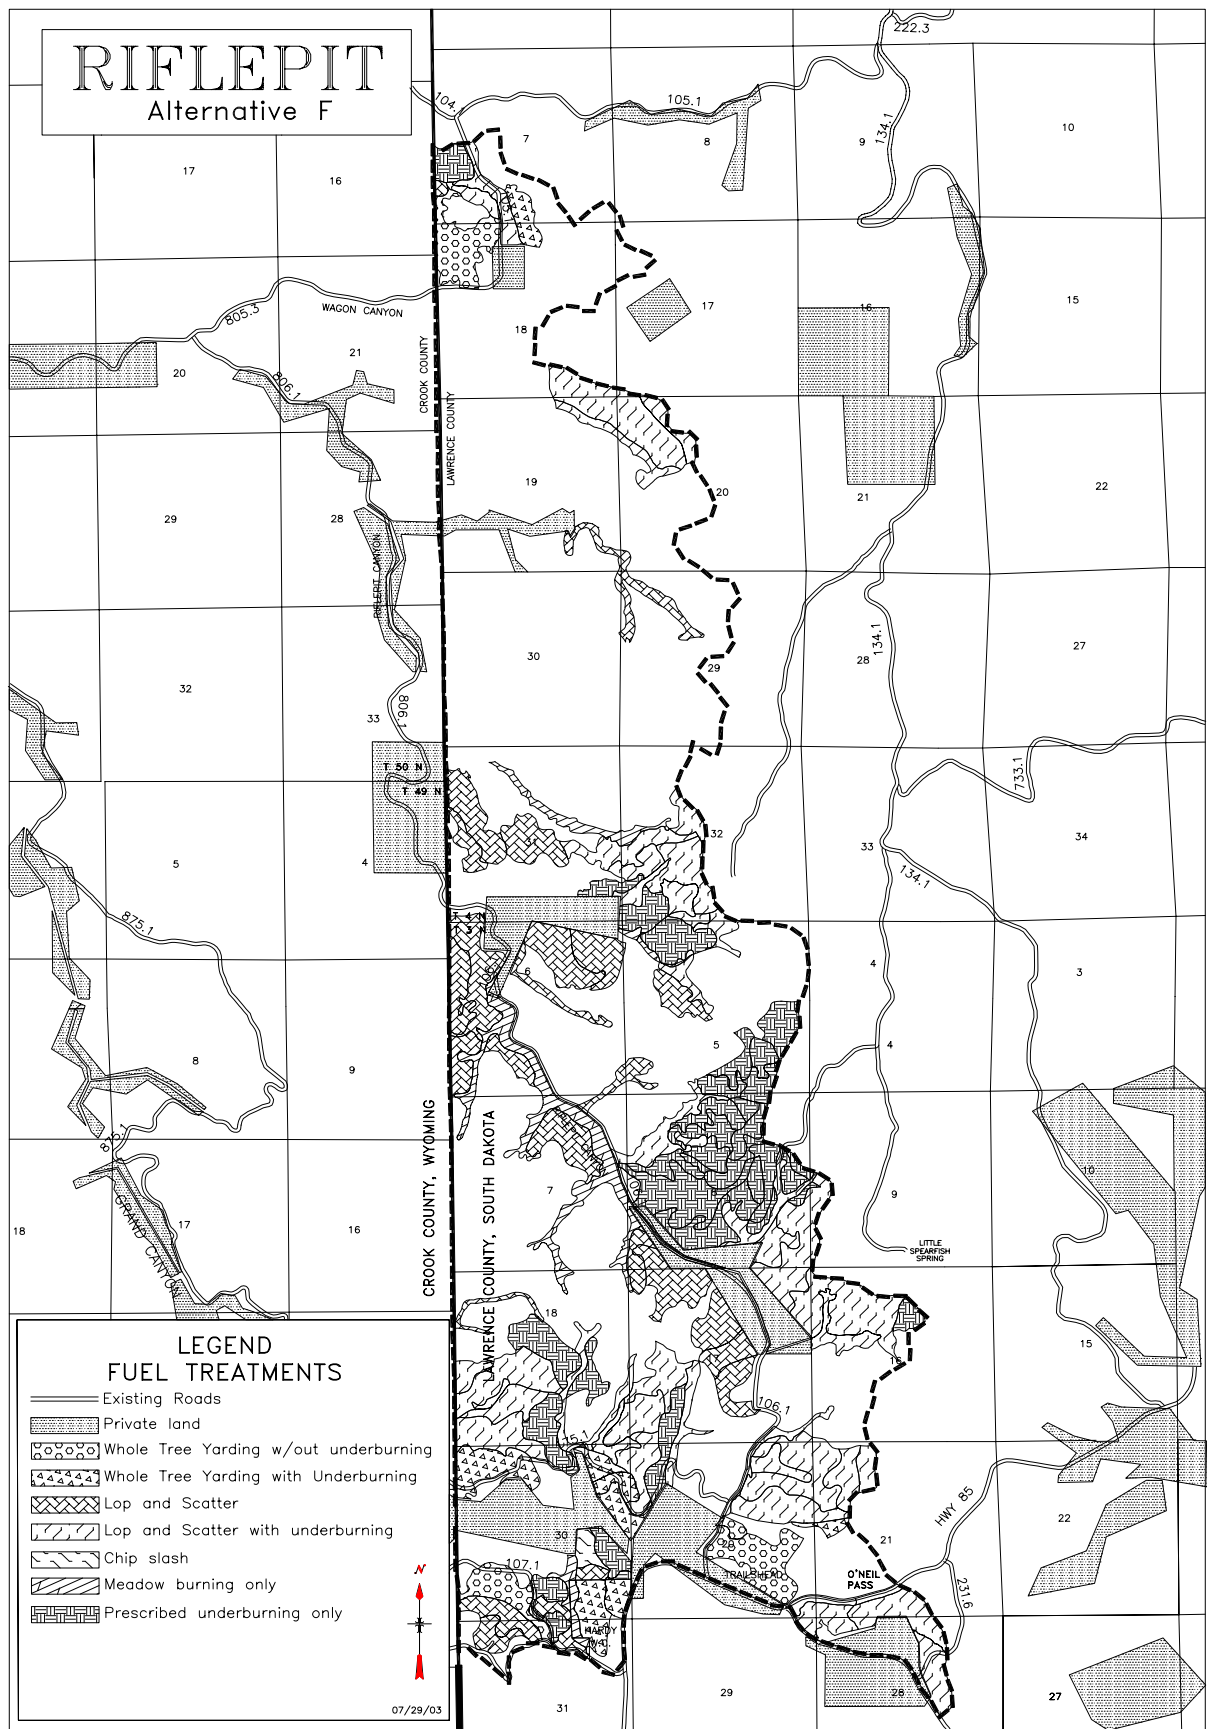 RIFLEPIT
Alternative F
222.3
104.
105.1
134.1
7
8
9
10
17
16
15.
WAGON CANYON
805.3
18
17
16
15
21
20
806.1
CROOK COUNTY
LAWRENCE COUNTY
19
20
21
22
29
28
RIFLEPIT CANYON
30
29
28
27
134.1
32
33
806.1
T 50 N
T 49 N
733.1
32
33
34
5
4
134.1
875.1
T 4 N
T 3 N
6
4
3
5
4
8
9
CROOK COUNTY, WYOMING
LAWRENCE COUNTY, SOUTH DAKOTA
875.1
7
9
10
GRAND CANYON
18
17
16
LITTLE
SPEARFISH
SPRING
18
16
15
106.1
HWY 85
22
30
21
107.1
TRAILSHEAD
O'NEIL
PASS
231.6
HARDY
31
29
28
27
LEGEND
FUEL TREATMENTS
Existing Roads
Private land
Whole Tree Yarding w/out underburning
Whole Tree Yarding with Underburning
Lop and Scatter
Lop and Scatter with underburning
Chip slash
Meadow burning only
Prescribed underburning only
N
07/29/03